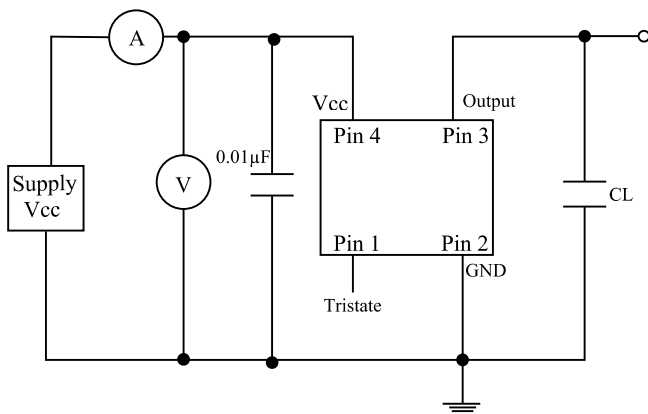 A
Vcc
Output
Pin 4
Pin 3
0.01µF
Supply
Vcc
V
CL
Pin 1
Pin 2
GND
Tristate